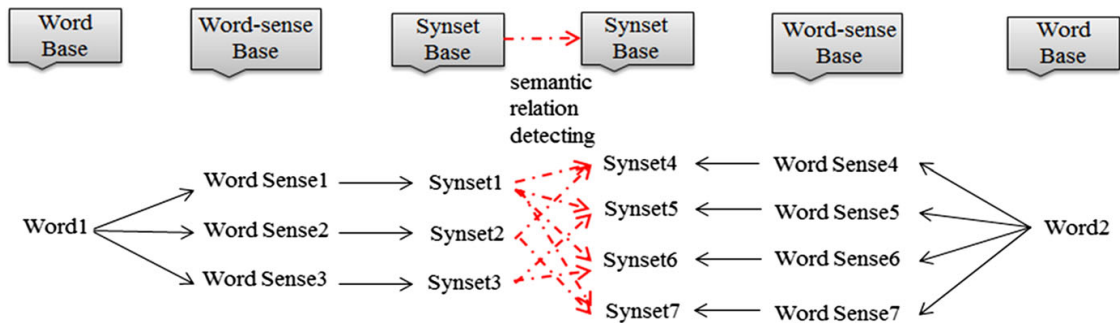 Word
Base
Word-sense
Base
Synset
Base
Synset
Base
Word-sense
Base
Word
Base
semantic
relation
detecting
Word1
Word Sense1
Word Sense2
Word Sense3
Synset1
Synset2
Synset3
Synset4
Synset5
Synset6
Synset7
Word Sense4
Word Sense5
Word Sense6
Word Sense7
Word2